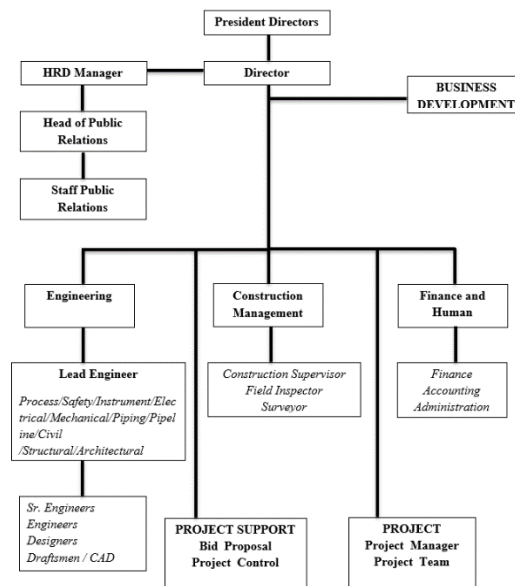 President Directors
HRD Manager
Director
BUSINESS
DEVELOPMENT
Head of Public
Relations
Staff Public
Relations
Engineering
Construction
Management
Finance and
Human
Lead Engineer
Process/Safety/Instrument/Elec
trical/Mechanical/Piping/Pipel
ine/Civil
/Structural/Architectural
Construction Supervisor
Field Inspector
Surveyor
Finance
Accounting
Administration
Sr. Engineers
Engineers
Designers
Draftsmen / CAD
PROJECT SUPPORT
Bid Proposal
Project Control
PROJECT
Project Manager
Project Team